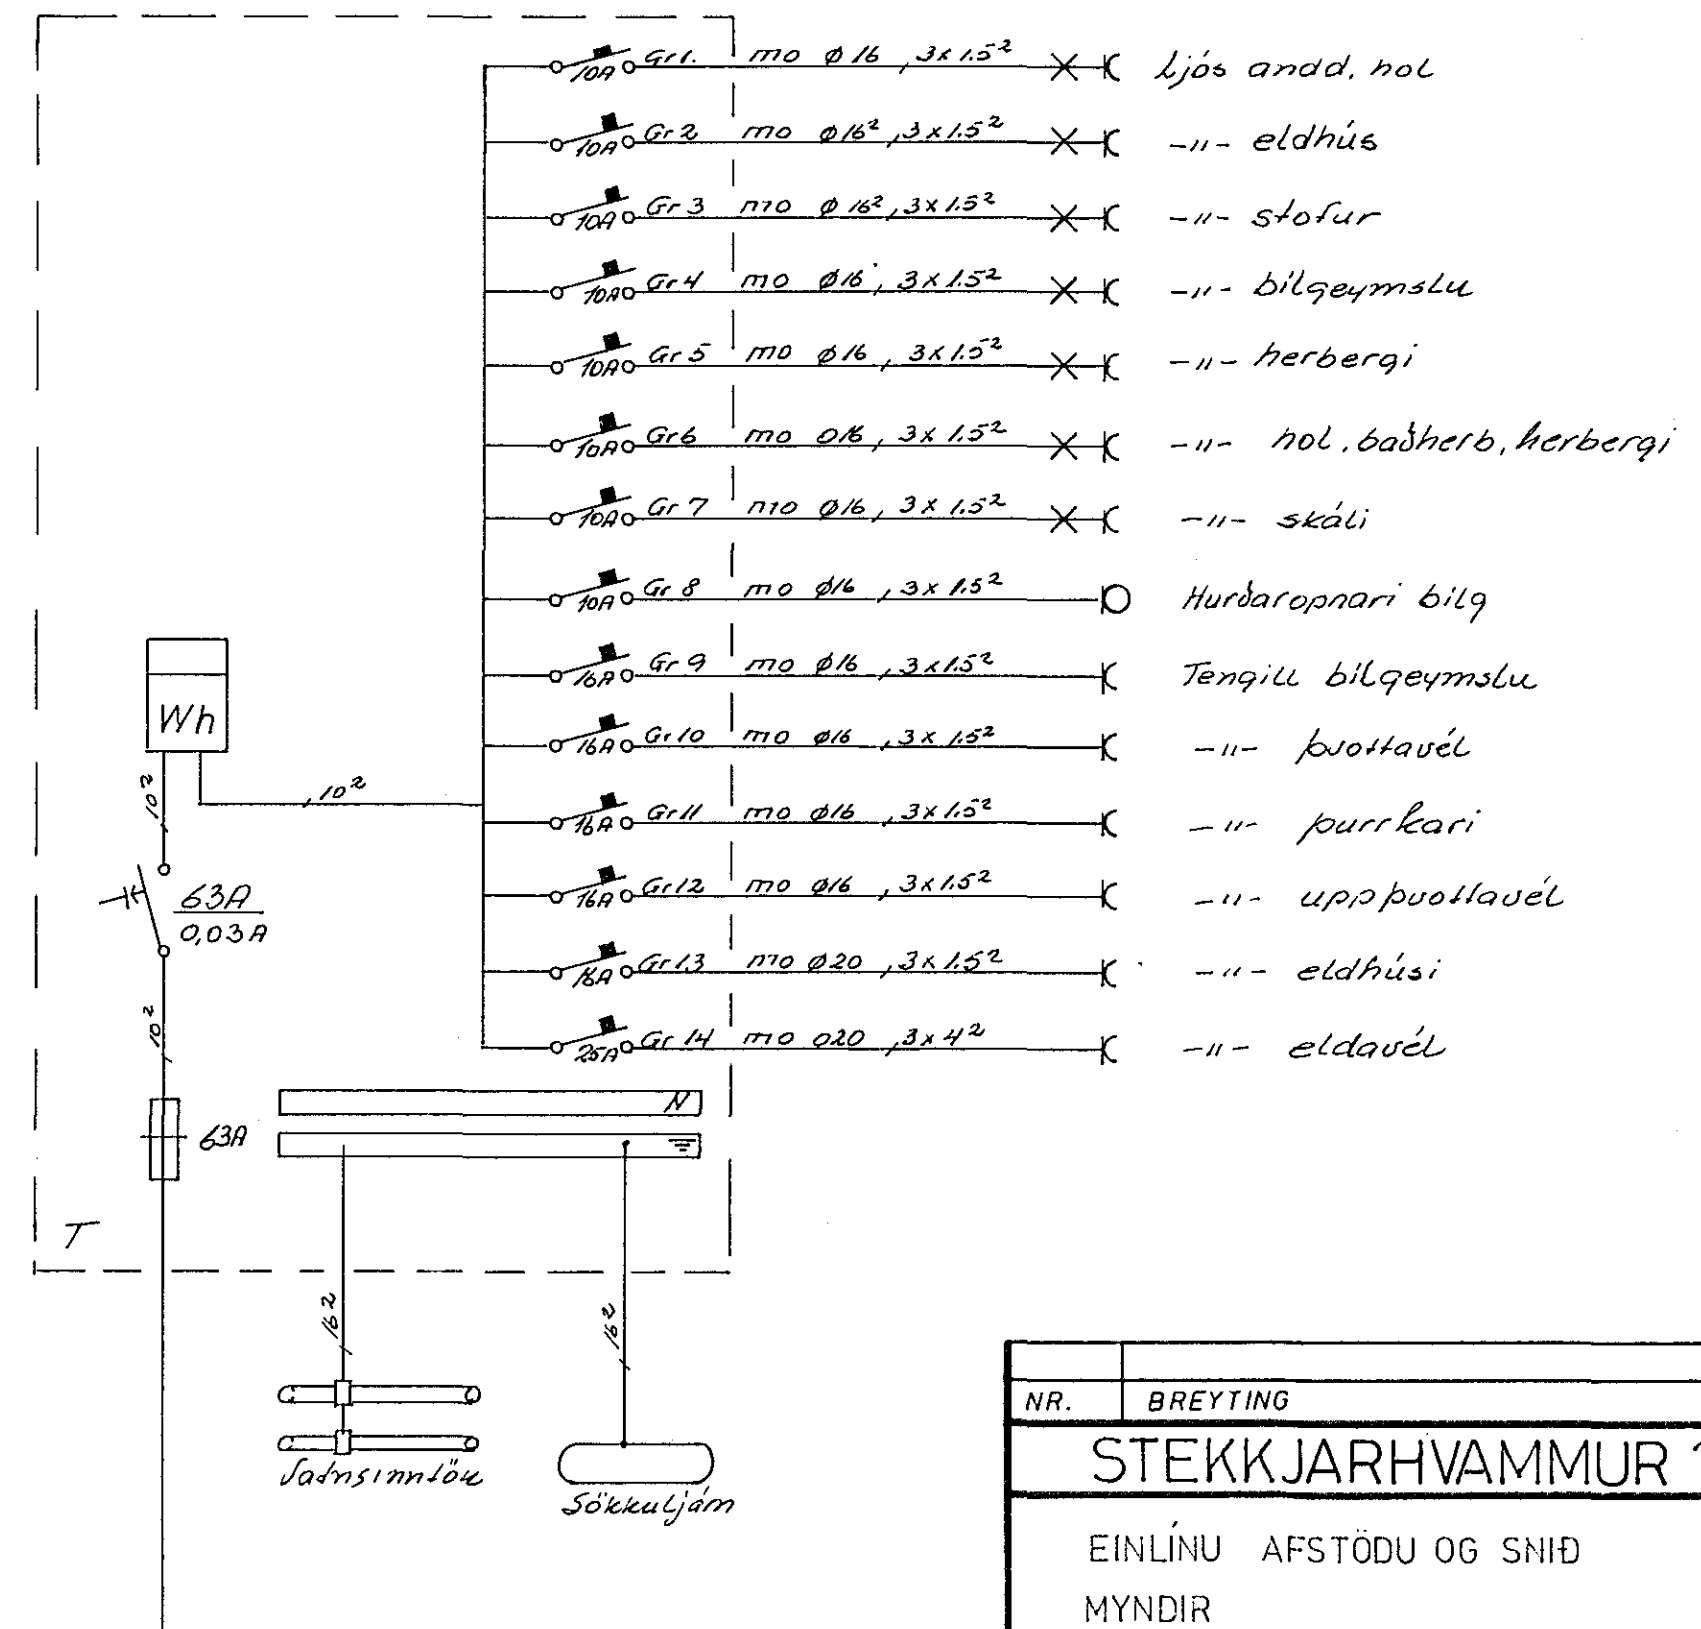 10A Gr1. mo ø16, 3x1.5² Ljós andd, hol
10A Gr2 mo ø16², 3x1.5² -"- eldhús
10A Gr3 mo ø16², 3x1.5² -"- stofur
10A Gr4 mo ø16, 3x1.5² -"- bílgeymslu
10A Gr5 mo ø16, 3x1.5² -"- herbergi
10A Gr6 mo o16, 3x1.5² -"- hol, baðherb, herbergi
10A Gr7 mo ø16, 3x1.5² -"- skáli
10A Gr8 mo ø16, 3x1.5² Hurðaropnari bílg
16A Gr9 mo ø16, 3x1.5² Tengill bílgeymslu
16A Gr10 mo ø16, 3x1.5² -"- þvottavél
16A Gr11 mo ø16, 3x1.5² -"- þurrkari
16A Gr12 mo ø16, 3x1.5² -"- uppþvottavél
16A Gr13 mo ø20, 3x1.5² -"- eldhúsi
25A Gr14 mo o20, 3x4² -"- eldavél
Wh
10²
10²
63A
0,03A
10²
63A
N
T
16²
16²
Vatnsinntök
Sökkuljárn
NR. BREYTING
STEKKJARHVAMMUR
EINLÍNU AFSTÖDU OG SNIÐ
MYNDIR